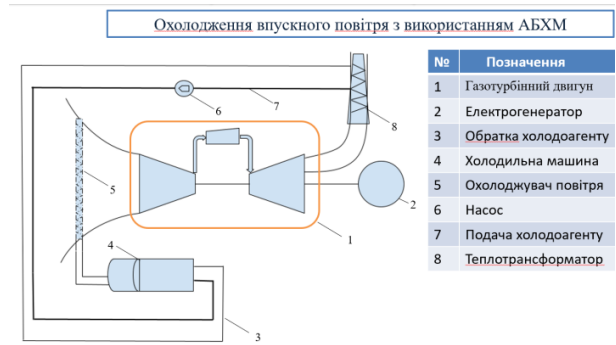 Охолодження впускного повітря з використанням АБХМ
№ Позначення
1 Газотурбінний двигун
2 Електрогенератор
3 Обратка холодоагенту
4 Холодильна машина
5 Охолоджувач повітря
6 Насос
7 Подача холодоагенту
8 Теплотрансформатор
6
7
8
5
2
1
4
3